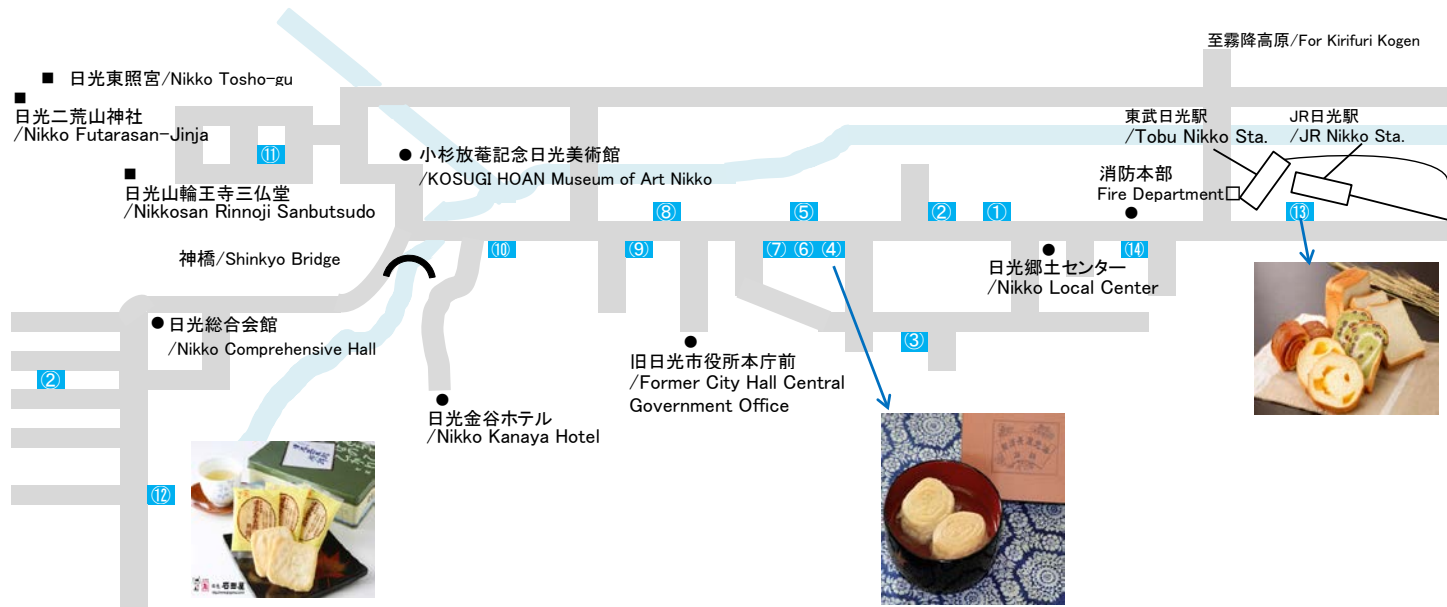 至霧降高原/For Kirifuri Kogen
■ 日光東照宮/Nikko Tosho-gu
■
日光二荒山神社
/Nikko Futarasan-Jinja
東武日光駅
/Tobu Nikko Sta.
JR日光駅
/JR Nikko Sta.
⑪
● 小杉放菴記念日光美術館
/KOSUGI HOAN Museum of Art Nikko
■
日光山輪王寺三仏堂
/Nikkosan Rinnoji Sanbutsudo
消防本部
Fire Department□
⑧
⑤
②
①
⑬
⑩
⑨
⑦ ⑥ ④
⑭
神橋/Shinkyo Bridge
日光郷土センター
/Nikko Local Center
● 日光総合会館
/Nikko Comprehensive Hall
③
旧日光市役所本庁前
/Former City Hall Central
Government Office
②
日光金谷ホテル
/Nikko Kanaya Hotel
⑫